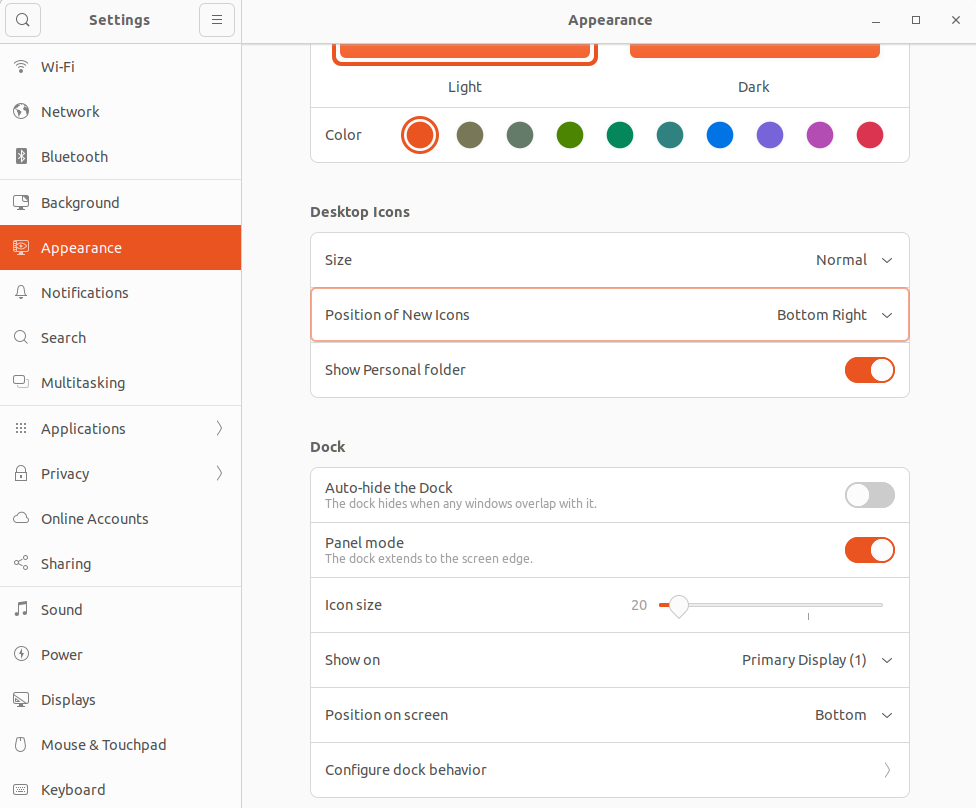 Settings
Appearance
Wi-Fi
Network
Bluetooth
Background
Appearance
Notifications
Search
Multitasking
Applications
Privacy
Online Accounts
Sharing
Sound
Power
Displays
Mouse & Touchpad
Keyboard
Light
Dark
Color
Desktop Icons
Size
Normal
Position of New Icons
Bottom Right
Show Personal folder
Dock
Auto-hide the Dock
The dock hides when any windows overlap with it.
Panel mode
The dock extends to the screen edge.
Icon size
20
Show on
Primary Display (1)
Position on screen
Bottom
Configure dock behavior